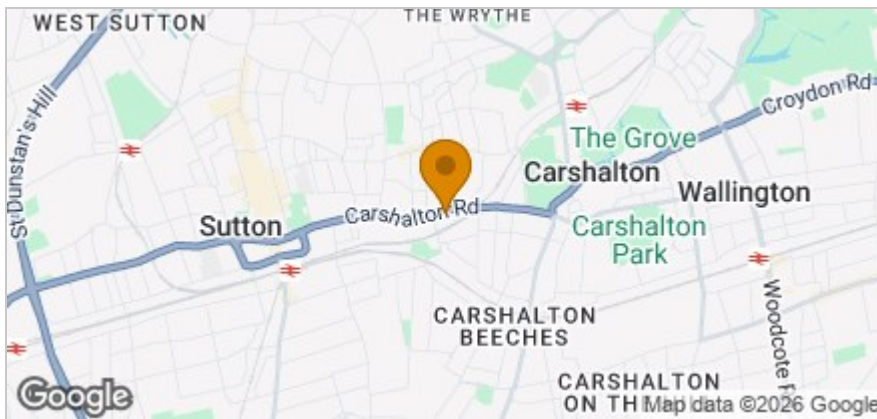 WEST SUTTON
THE WRYTHE
St Dunstan's Hill
Croydon Rd
The Grove
Carshalton
Wallington
Carshalton Rd
Sutton
Carshalton
Park
CARSHALTON
BEECHES
Woodcote
CARSHALTON
ON TH
Google
Map data ©2026 Google